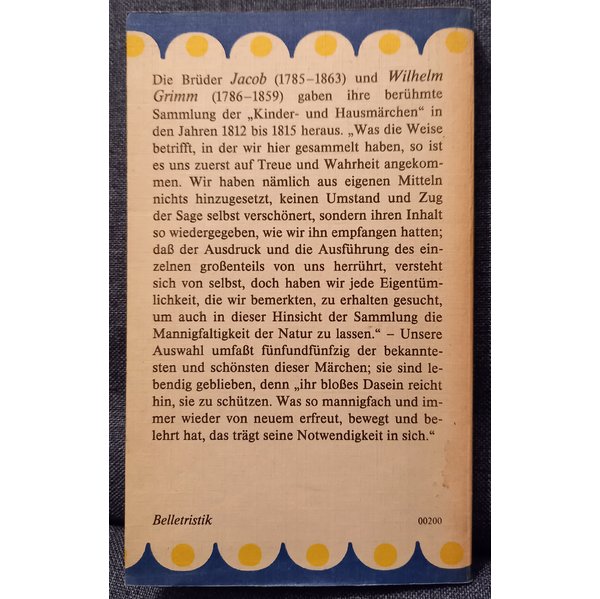 Die Brüder Jacob (1785–1863) und Wilhelm
Grimm (1786–1859) gaben ihre berühmte
Sammlung der „Kinder- und Hausmärchen“ in
den Jahren 1812 bis 1815 heraus. „Was die Weise
betrifft, in der wir hier gesammelt haben, so ist
es uns zuerst auf Treue und Wahrheit angekom-
men. Wir haben nämlich aus eigenen Mitteln
nichts hinzugesetzt, keinen Umstand und Zug
der Sage selbst verschönert, sondern ihren Inhalt
so wiedergegeben, wie wir ihn empfangen hatten;
daß der Ausdruck und die Ausführung des ein-
zelnen großenteils von uns herrührt, versteht
sich von selbst, doch haben wir jede Eigentüm-
lichkeit, die wir bemerkten, zu erhalten gesucht,
um auch in dieser Hinsicht der Sammlung die
Mannigfaltigkeit der Natur zu lassen.“ – Unsere
Auswahl umfaßt fünfundfünfzig der bekannte-
sten und schönsten dieser Märchen; sie sind le-
bendig geblieben, denn „ihr bloßes Dasein reicht
hin, sie zu schützen. Was so mannigfach und im-
mer wieder von neuem erfreut, bewegt und be-
lehrt hat, das trägt seine Notwendigkeit in sich.“
Belletristik
00200